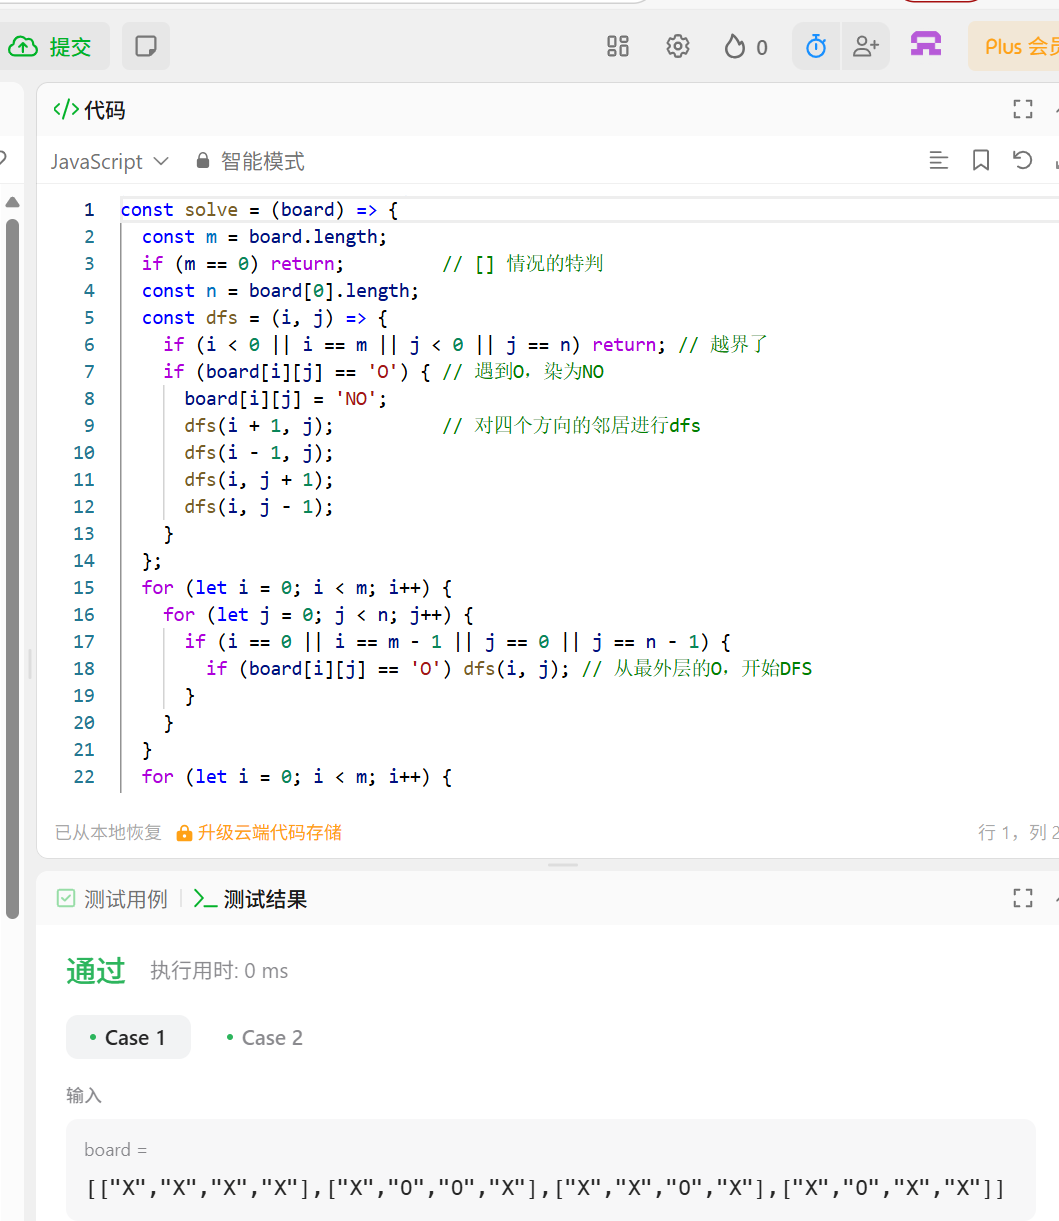 提交
0
Plus 会员
代码
JavaScript
智能模式
1 const solve = (board) => {
2 const m = board.length;
3 if (m == 0) return; // [] 情况的特判
4 const n = board[0].length;
5 const dfs = (i, j) => {
6 if (i < 0 || i == m || j < 0 || j == n) return; // 越界了
7 if (board[i][j] == 'O') { // 遇到O，染为NO
8 board[i][j] = 'NO';
9 dfs(i + 1, j); // 对四个方向的邻居进行dfs
10 dfs(i - 1, j);
11 dfs(i, j + 1);
12 dfs(i, j - 1);
13 }
14 };
15 for (let i = 0; i < m; i++) {
16 for (let j = 0; j < n; j++) {
17 if (i == 0 || i == m - 1 || j == 0 || j == n - 1) {
18 if (board[i][j] == 'O') dfs(i, j); // 从最外层的O，开始DFS
19 }
20 }
21 }
22 for (let i = 0; i < m; i++) {
已从本地恢复
升级云端代码存储
行 1，列 2
测试用例
测试结果
通过
执行用时: 0 ms
Case 1
Case 2
输入
board =
[["X","X","X","X"],["X","O","O","X"],["X","X","O","X"],["X","O","X","X"]]